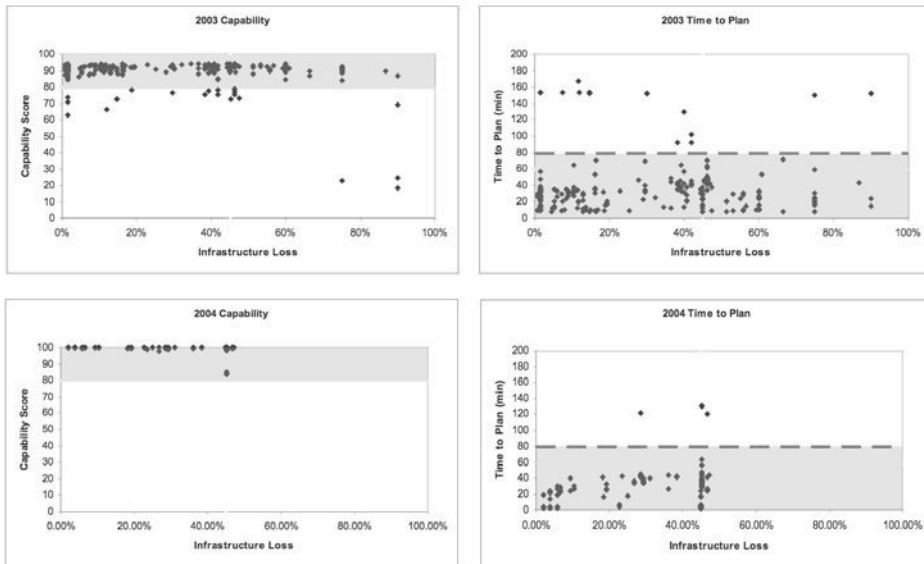 2003 Capability
100
90
80
70
60
50
40
30
20
10
0
Capability Score
0% 20% 40% 60% 80% 100%
Infrastructure Loss
2003 Time to Plan
200
180
160
140
120
100
80
60
40
20
0
Time to Plan (min)
0% 20% 40% 60% 80% 100%
Infrastructure Loss
2004 Capability
100
90
80
70
60
50
40
30
20
10
0
Capability Score
0.00% 20.00% 40.00% 60.00% 80.00% 100.00%
Infrastructure Loss
2004 Time to Plan
200
180
160
140
120
100
80
60
40
20
0
Time to Plan (min)
0.00% 20.00% 40.00% 60.00% 80.00% 100.00%
Infrastructure Loss